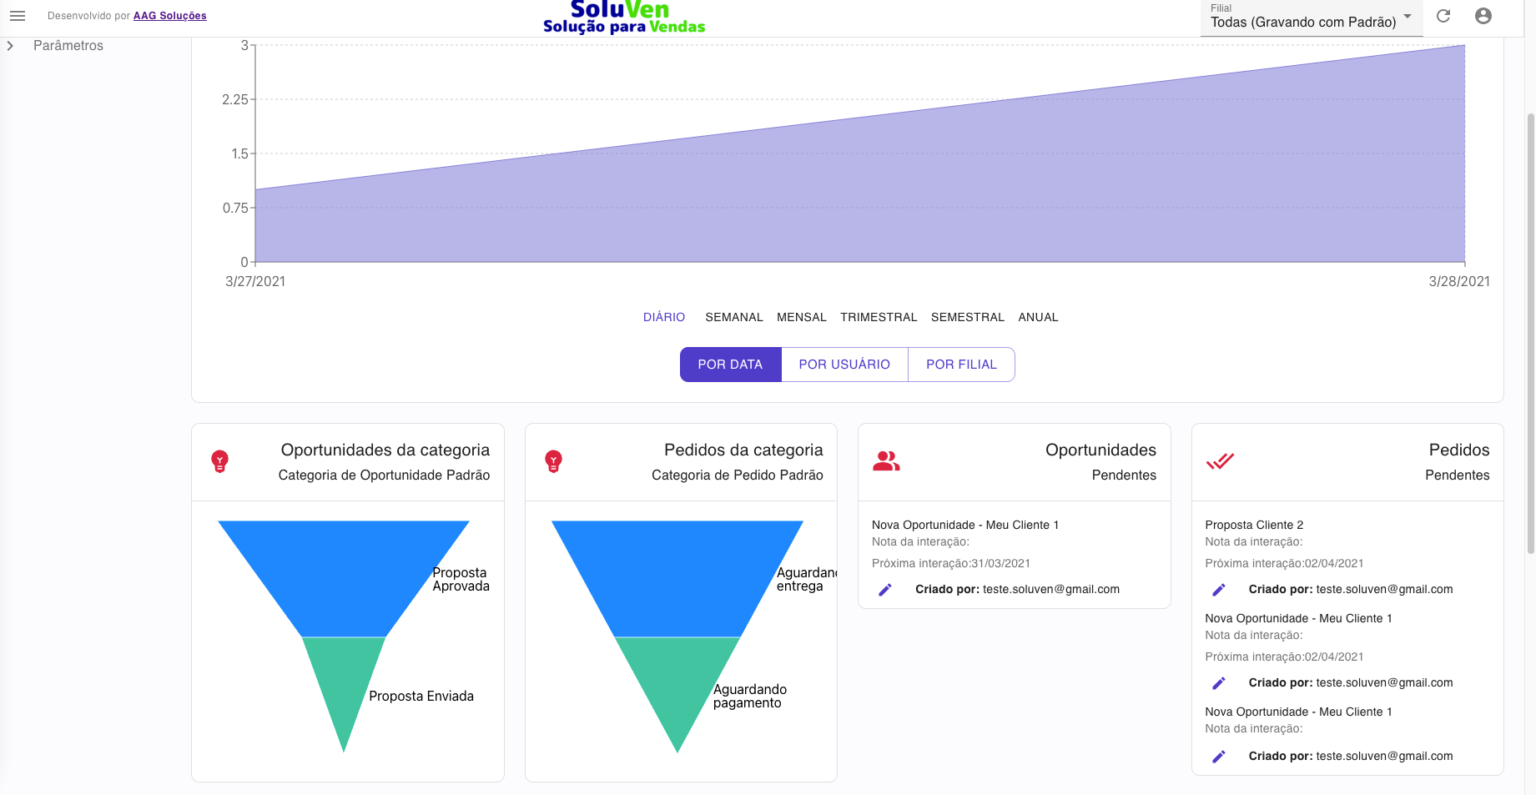 Desenvolvido por AAG Soluções
SoluVen
Solução para Vendas
Filial
Todas (Gravando com Padrão)
Parâmetros
3
2.25
1.5
0.75
0
3/27/2021
3/28/2021
DIÁRIO SEMANAL MENSAL TRIMESTRAL SEMESTRAL ANUAL
POR DATA POR USUÁRIO POR FILIAL
Oportunidades da categoria
Categoria de Oportunidade Padrão
Proposta
Aprovada
Proposta Enviada
Pedidos da categoria
Categoria de Pedido Padrão
Aguardan
entrega
Aguardando
pagamento
Oportunidades
Pendentes
Nova Oportunidade - Meu Cliente 1
Nota da interação:
Próxima interação:31/03/2021
Criado por: teste.soluven@gmail.com
Pedidos
Pendentes
Proposta Cliente 2
Nota da interação:
Próxima interação:02/04/2021
Criado por: teste.soluven@gmail.com
Nova Oportunidade - Meu Cliente 1
Nota da interação:
Próxima interação:02/04/2021
Criado por: teste.soluven@gmail.com
Nova Oportunidade - Meu Cliente 1
Nota da interação:
Criado por: teste.soluven@gmail.com